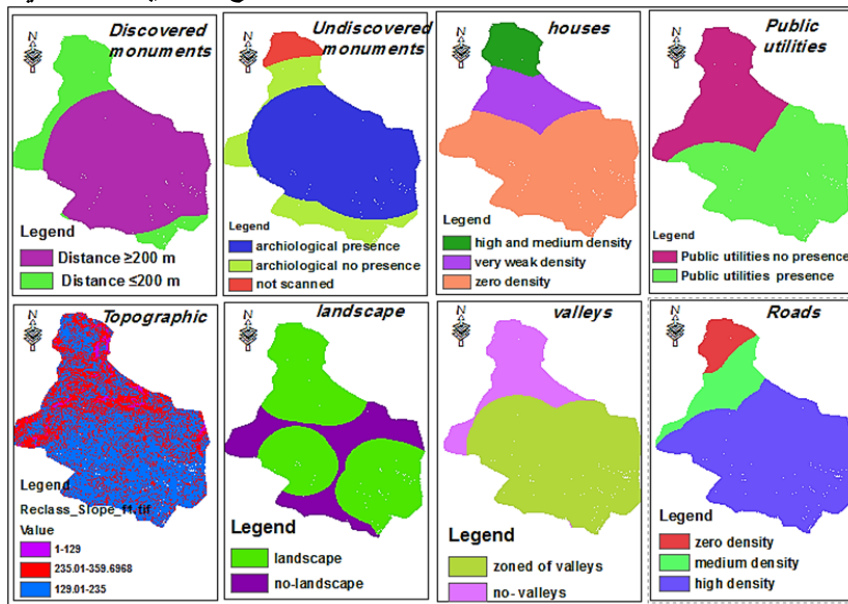 N
Discovered
monuments
Legend
Distance ≥200 m
Distance ≤200 m
N
Undiscovered
monuments
Legend
archiological presence
archiological no presence
not scanned
N
houses
Legend
high and medium density
very weak density
zero density
N
Public
utilities
Legend
Public utilities no presence
Public utilities presence
N
Topographic
Legend
Reclass_Slope_f1.tif
Value
1-129
235.01-359.6968
129.01-235
N
landscape
Legend
landscape
no-landscape
N
valleys
Legend
zoned of valleys
no- valleys
N
Roads
Legend
zero density
medium density
high density